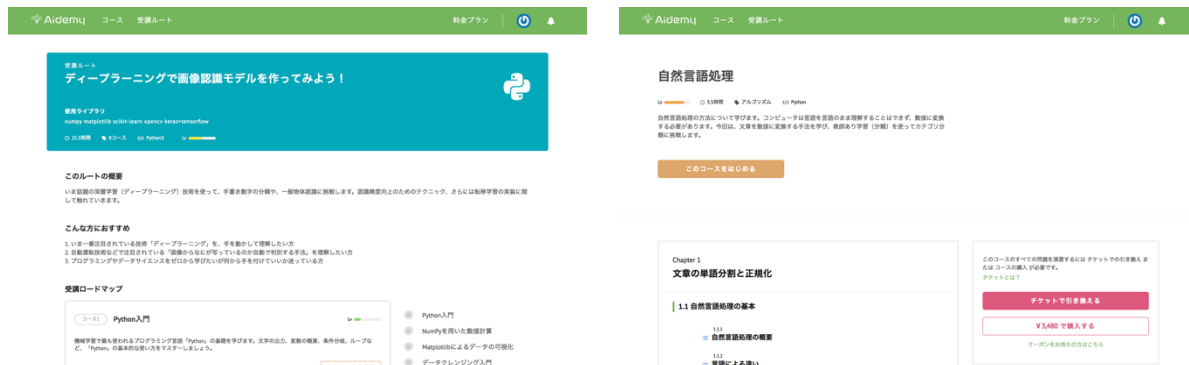 Aidemy コース 受講ルート 料金プラン
受講ルート
ディープラーニングで画像認識モデルを作ってみよう！
使用ライブラリ
numpy matplotlib scikit-learn opencv keras+tensorflow
21.5時間 8コース Python3 Lv
このルートの概要
いま話題の深層学習（ディープラーニング）技術を使って、手書き数字の分類や、一般物体認識に挑戦します。認識精度向上のためのテクニック、さらには転移学習の実装に関
して触れていきます。
こんな方におすすめ
1. いま一番注目されている技術「ディープラーニング」を、手を動かして理解したい方
2. 自動運転技術などで注目されている「画像からなにが写っているのか自動で判別する手法」を理解したい方
3. プログラミングやデータサイエンスをゼロから学びたいが何から手を付けていいか迷っている方
受講ロードマップ
コース1 Python入門 Lv
機械学習で最も使われるプログラミング言語「Python」の基礎を学びます。文字の出力、変数の概要、条件分岐、ループな
ど、「Python」の基本的な使い方をマスターしましょう。
Python入門
NumPyを用いた数値計算
Matplotlibによるデータの可視化
データクレンジング入門
Aidemy コース 受講ルート 料金プラン
自然言語処理
Lv 3.5時間 アルゴリズム Python
自然言語処理の方法について学びます。コンピュータは言語を言語のまま理解することはできず、数値に変換
する必要があります。今回は、文章を数値に変換する手法を学び、教師あり学習（分類）を使ってカテゴリ分
類に挑戦します。
このコースをはじめる
Chapter 1
文章の単語分割と正規化
1.1 自然言語処理の基本
1.1.1
自然言語処理の概要
1.1.2
言語による違い
このコースのすべての問題を演習するには チケットでの引き換え ま
たは コースの購入 が必要です。
チケットとは？
チケットで引き換える
¥3,480 で購入する
クーポンをお持ちの方はこちら